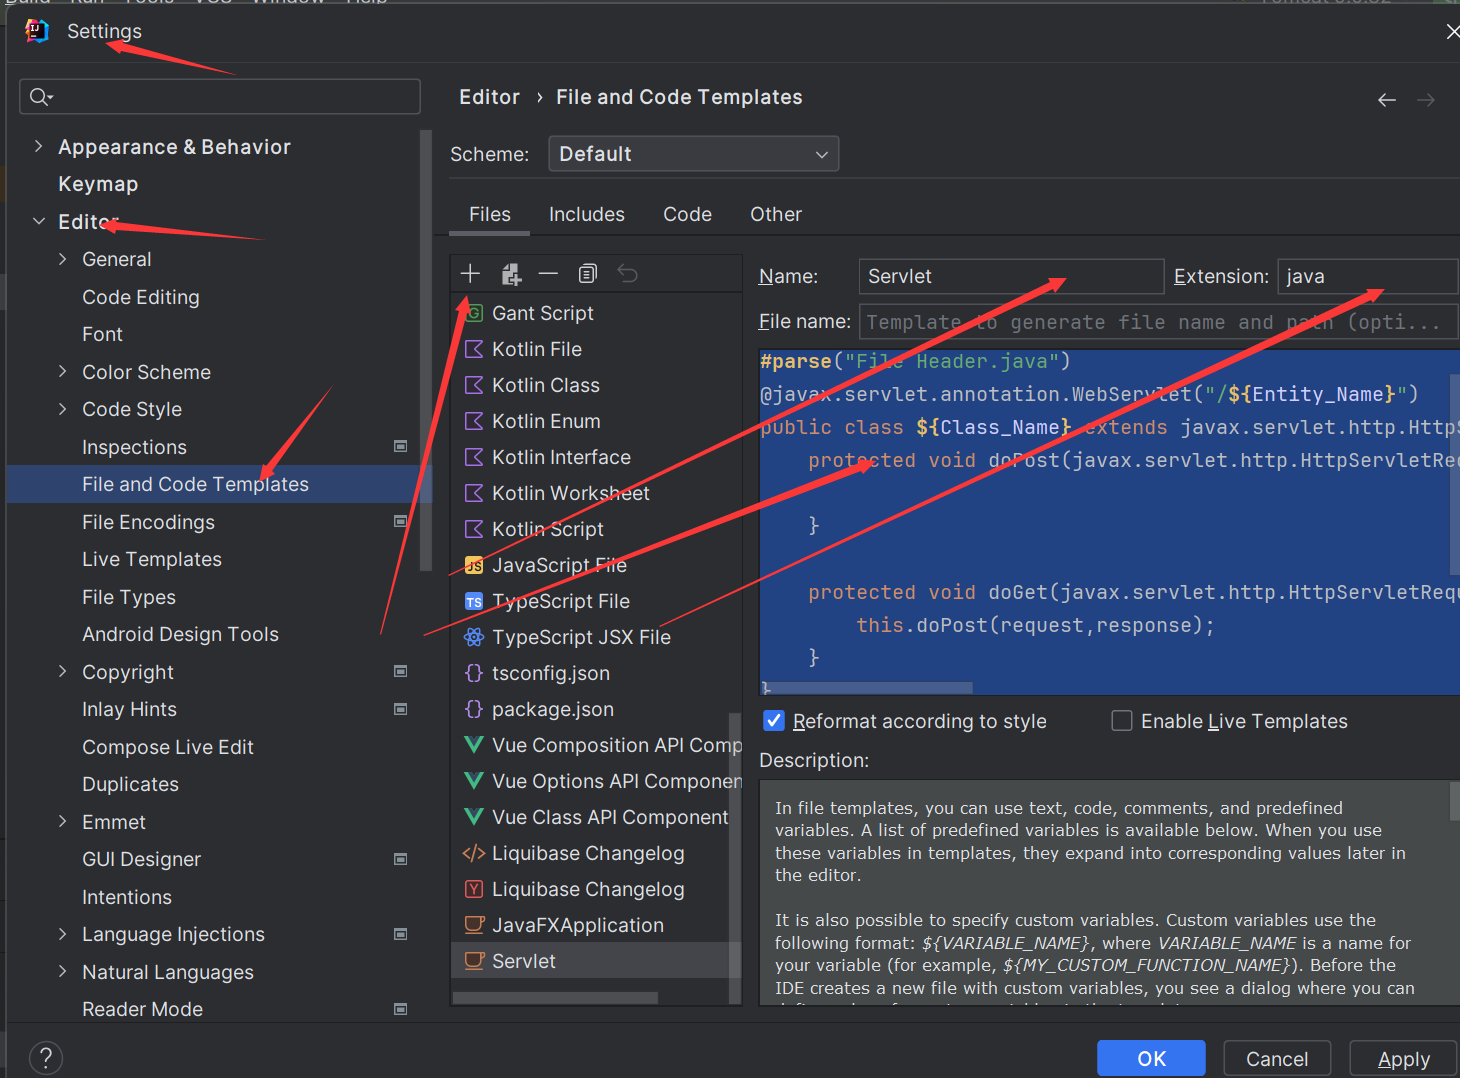 Build Run Tools VCS Window Help
Settings
Editor › File and Code Templates
Appearance & Behavior
Keymap
Editor
General
Code Editing
Font
Color Scheme
Code Style
Inspections
File and Code Templates
File Encodings
Live Templates
File Types
Android Design Tools
Copyright
Inlay Hints
Compose Live Edit
Duplicates
Emmet
GUI Designer
Intentions
Language Injections
Natural Languages
Reader Mode
Scheme: Default
Files Includes Code Other
Gant Script
Kotlin File
Kotlin Class
Kotlin Enum
Kotlin Interface
Kotlin Worksheet
Kotlin Script
JavaScript File
TypeScript File
TypeScript JSX File
tsconfig.json
package.json
Vue Composition API Comp
Vue Options API Componen
Vue Class API Component
Liquibase Changelog
Liquibase Changelog
JavaFXApplication
Servlet
Name: Servlet Extension: java
File name: Template to generate file name and path (opti...
#parse("File Header.java")
@javax.servlet.annotation.WebServlet("/${Entity_Name}")
public class ${Class_Name} extends javax.servlet.http.HttpS
protected void doPost(javax.servlet.http.HttpServletReq
}
protected void doGet(javax.servlet.http.HttpServletRequ
this.doPost(request,response);
}
}
Reformat according to style Enable Live Templates
Description:
In file templates, you can use text, code, comments, and predefined
variables. A list of predefined variables is available below. When you use
these variables in templates, they expand into corresponding values later in
the editor.
It is also possible to specify custom variables. Custom variables use the
following format: ${VARIABLE_NAME}, where VARIABLE_NAME is a name for
your variable (for example, ${MY_CUSTOM_FUNCTION_NAME}). Before the
IDE creates a new file with custom variables, you see a dialog where you can
? OK Cancel Apply